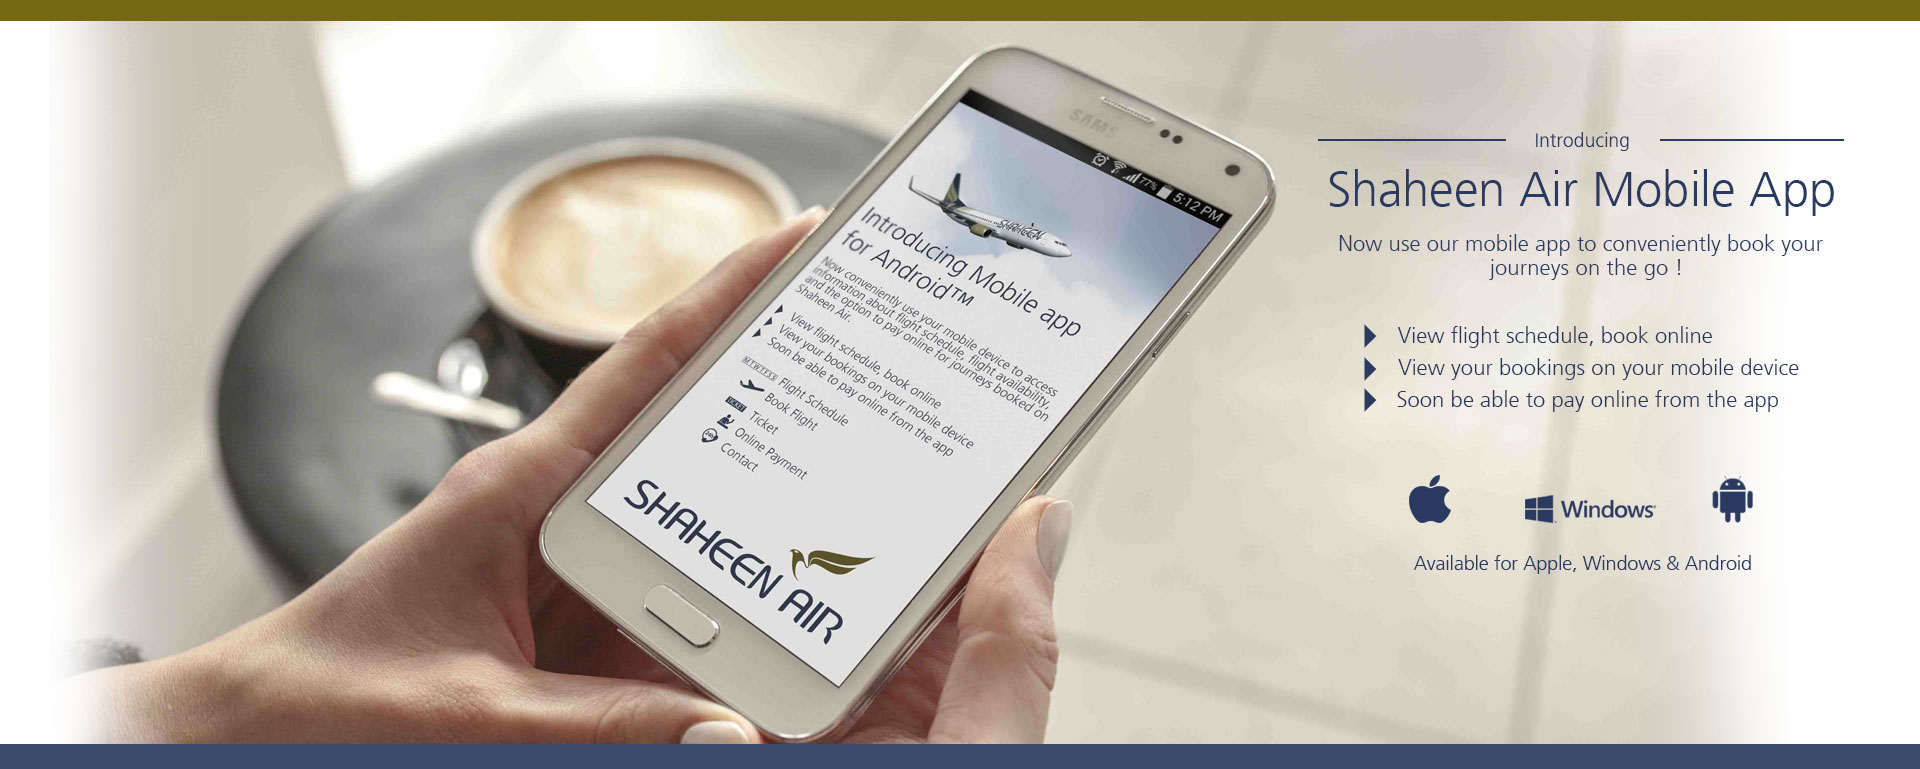 SAMS
77% 5:12 PM
SHAHEEN
Introducing Mobile app
for Android™
Now conveniently use your mobile device to access
information about flight schedule, flight availability,
and the option to pay online for journeys booked on
Shaheen Air.
View flight schedule, book online
View your bookings on your mobile device
Soon be able to pay online from the app
MTWTFSS Flight Schedule
Book Flight
TICKET Ticket
Online Payment
Contact
SHAHEEN AIR
Introducing
Shaheen Air Mobile App
Now use our mobile app to conveniently book your
journeys on the go !
View flight schedule, book online
View your bookings on your mobile device
Soon be able to pay online from the app
Windows
Available for Apple, Windows & Android